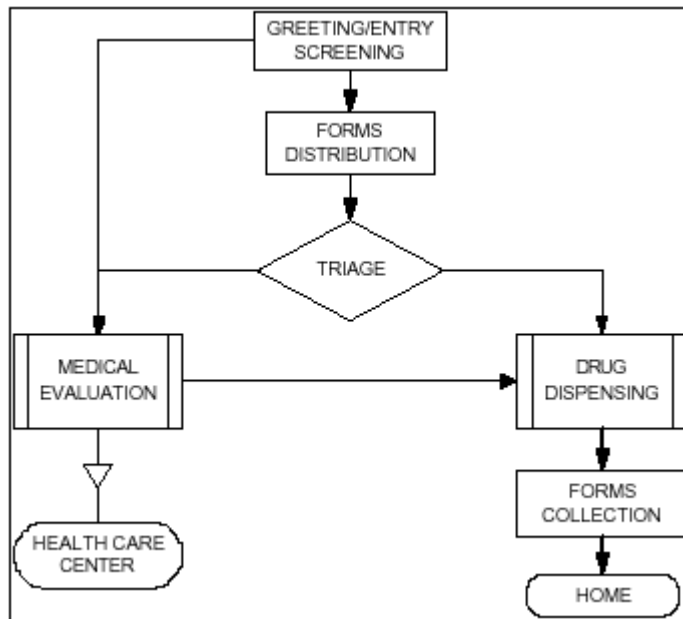 GREETING/ENTRY
SCREENING
FORMS
DISTRIBUTION
TRIAGE
MEDICAL
EVALUATION
DRUG
DISPENSING
HEALTH CARE
CENTER
FORMS
COLLECTION
HOME